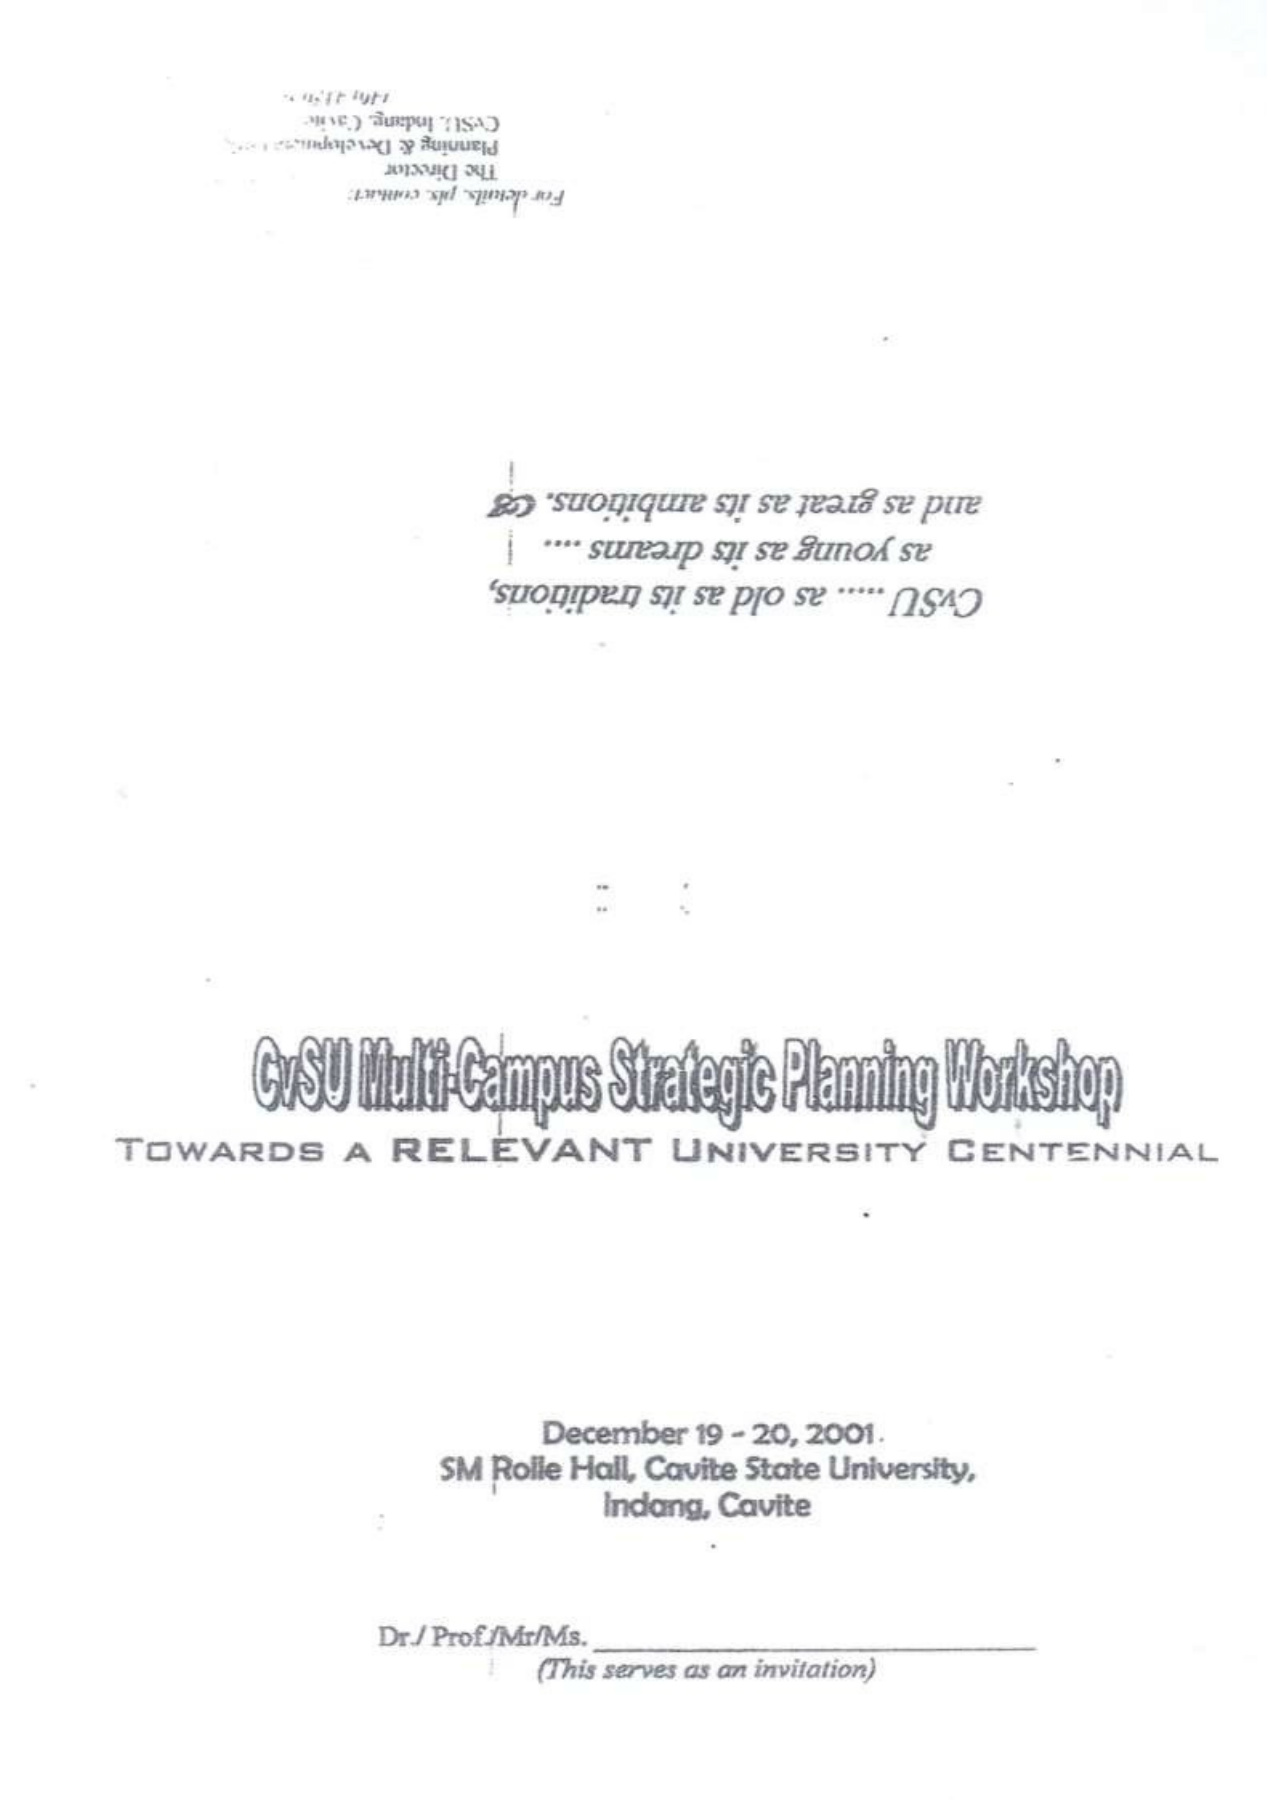 For details, pls. contact:
The Director
Planning & Development
CvSU, Indang, Cavite
CvSU ..... as old as its traditions,
as young as its dreams ....
and as great as its ambitions.
CvSU Multi-Campus Strategic Planning Workshop
TOWARDS A RELEVANT UNIVERSITY CENTENNIAL
December 19 - 20, 2001.
SM Rolle Hall, Cavite State University,
Indang, Cavite
Dr./ Prof./Mr/Ms. ____________________
(This serves as an invitation)